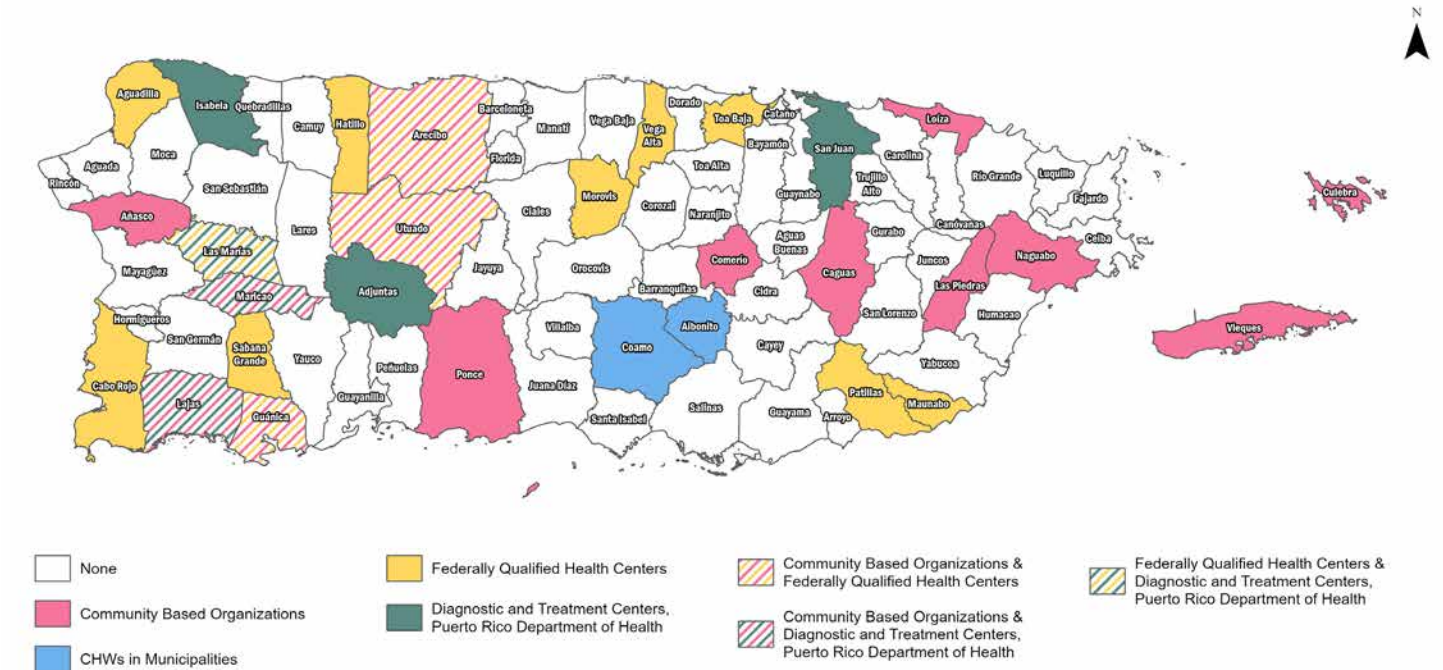 N
Aguadilla
Isabela
Quebradillas
Camuy
Hatillo
Arecibo
Barceloneta
Manatí
Vega Baja
Vega
Alta
Dorado
Toa Baja
Cataño
San Juan
Loíza
Aguada
Moca
Rincón
San Sebastián
Florida
Bayamón
Toa Alta
Carolina
Trujillo
Alto
Río Grande
Luquillo
Fajardo
Culebra
Añasco
Lares
Utuado
Ciales
Morovis
Corozal
Naranjito
Guaynabo
Canóvanas
Ceiba
Las Marías
Mayagüez
Maricao
Adjuntas
Jayuya
Orocovis
Barranquitas
Comerío
Aguas
Buenas
Cidra
Caguas
Gurabo
Juncos
Las Piedras
Naguabo
Humacao
San Lorenzo
Vieques
Hormigueros
San Germán
Sabana
Grande
Yauco
Cabo Rojo
Lajas
Guánica
Guayanilla
Peñuelas
Ponce
Villalba
Juana Díaz
Coamo
Aibonito
Cayey
Santa Isabel
Salinas
Guayama
Arroyo
Patillas
Maunabo
Yabucoa
None
Community Based Organizations
CHWs in Municipalities
Federally Qualified Health Centers
Diagnostic and Treatment Centers,
Puerto Rico Department of Health
Community Based Organizations &
Federally Qualified Health Centers
Community Based Organizations &
Diagnostic and Treatment Centers,
Puerto Rico Department of Health
Federally Qualified Health Centers &
Diagnostic and Treatment Centers,
Puerto Rico Department of Health